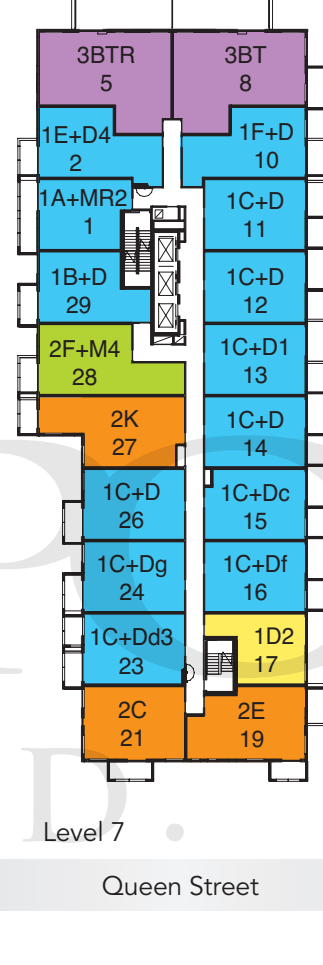 3BTR
5
3BT
8
1E+D4
2
1F+D
10
1A+MR2
1
1C+D
11
1B+D
29
1C+D
12
2F+M4
28
1C+D1
13
2K
27
1C+D
14
1C+D
26
1C+Dc
15
1C+Dg
24
1C+Df
16
1C+Dd3
23
1D2
17
2C
21
2E
19
Level 7
Queen Street